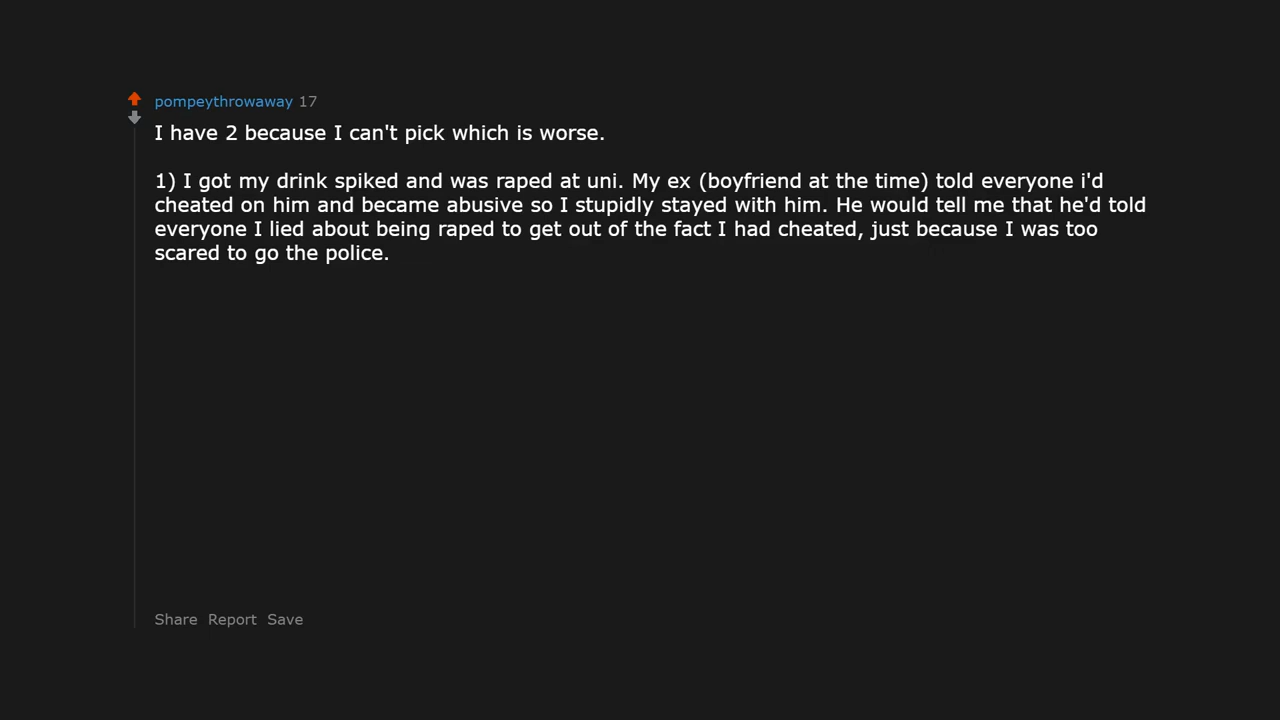 pompeythrowaway 17
I have 2 because I can't pick which is worse.
1) I got my drink spiked and was raped at uni. My ex (boyfriend at the time) told everyone i'd
cheated on him and became abusive so I stupidly stayed with him. He would tell me that he'd told
everyone I lied about being raped to get out of the fact I had cheated, just because I was too
scared to go the police.
Share Report Save